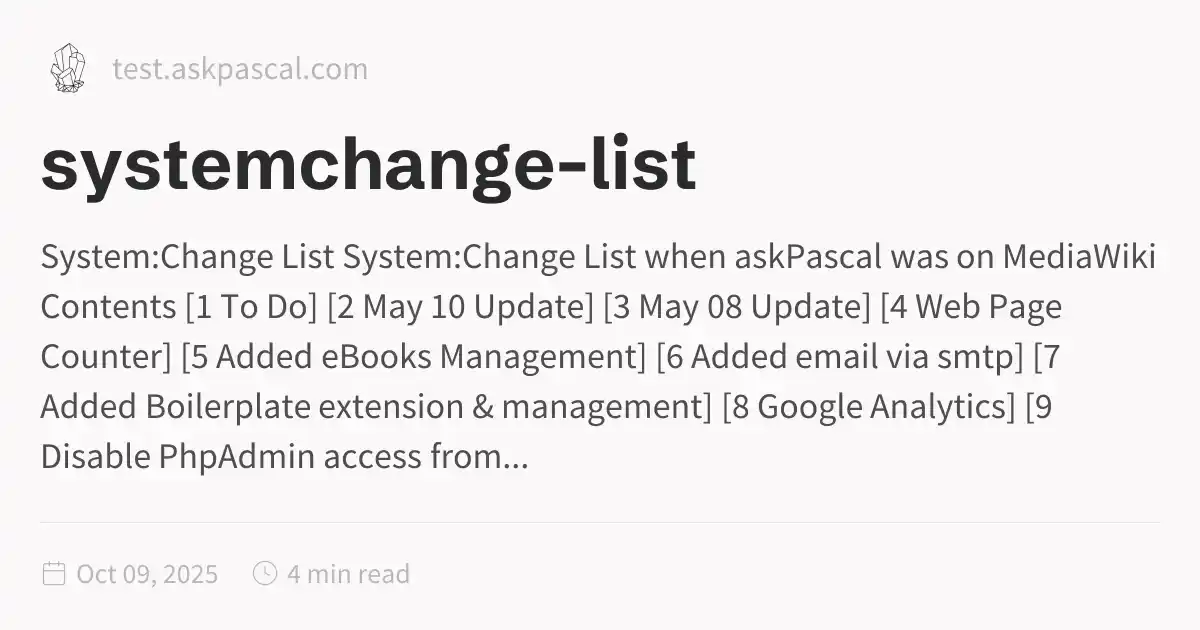 test.askpascal.com
systemchange-list
System:Change List System:Change List when askPascal was on MediaWiki
Contents [1 To Do] [2 May 10 Update] [3 May 08 Update] [4 Web Page
Counter] [5 Added eBooks Management] [6 Added email via smtp] [7
Added Boilerplate extension & management] [8 Google Analytics] [9
Disable PhpAdmin access from...
Oct 09, 2025 4 min read